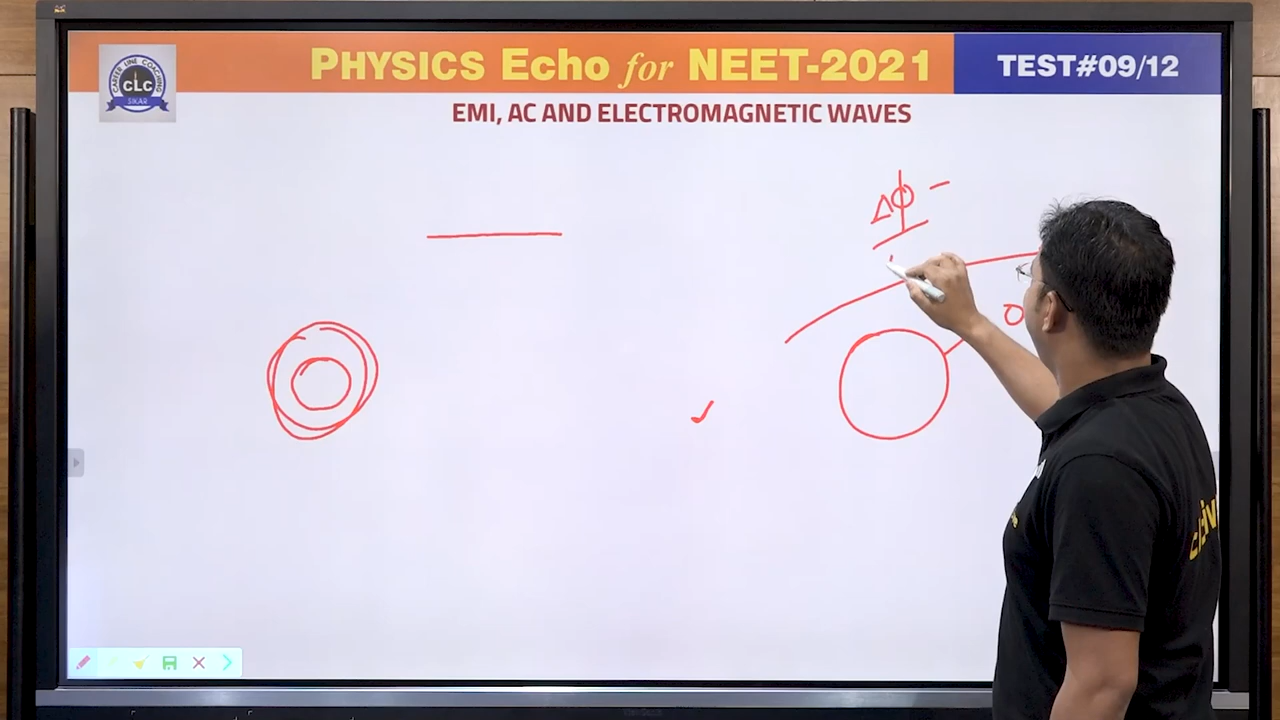 PHYSICS Echo for NEET-2021
TEST#09/12
CAREER LINE COACHING
CLC
SIKAR
EMI, AC AND ELECTROMAGNETIC WAVES
Δϕ -
0